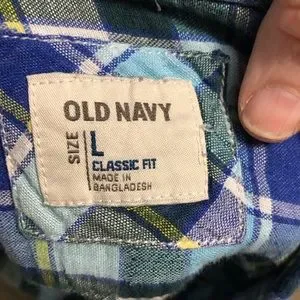 OLD NAVY
SIZE
L
CLASSIC FIT
MADE IN
BANGLADESH